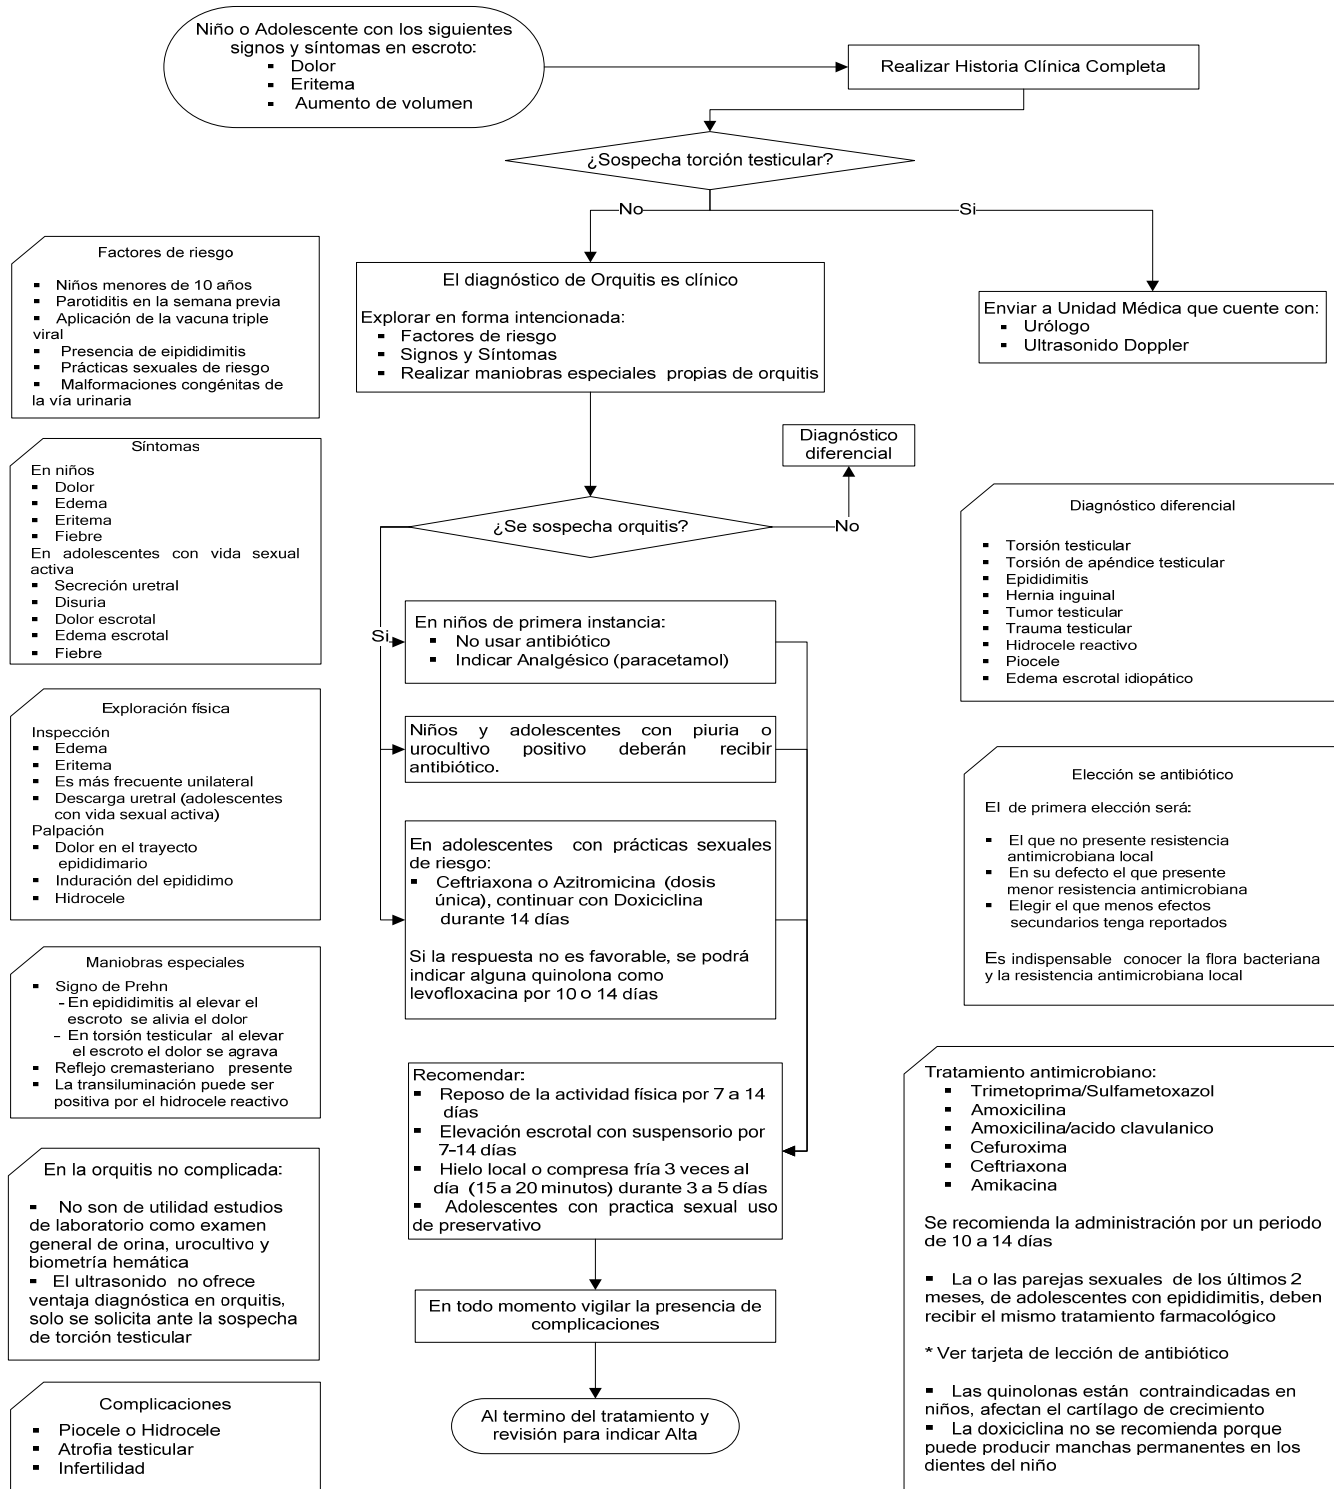 Niño o Adolescente con los siguientes
signos y síntomas en escroto:
▪ Dolor
▪ Eritema
▪ Aumento de volumen
Realizar Historia Clínica Completa
¿Sospecha torción testicular?
No
Si
Factores de riesgo
▪ Niños menores de 10 años
▪ Parotiditis en la semana previa
▪ Aplicación de la vacuna triple
viral
▪ Presencia de eipididimitis
▪ Prácticas sexuales de riesgo
▪ Malformaciones congénitas de
la vía urinaria
El diagnóstico de Orquitis es clínico
Explorar en forma intencionada:
▪ Factores de riesgo
▪ Signos y Síntomas
▪ Realizar maniobras especiales propias de orquitis
Enviar a Unidad Médica que cuente con:
▪ Urólogo
▪ Ultrasonido Doppler
Síntomas
En niños
▪ Dolor
▪ Edema
▪ Eritema
▪ Fiebre
En adolescentes con vida sexual
activa
▪ Secreción uretral
▪ Disuria
▪ Dolor escrotal
▪ Edema escrotal
▪ Fiebre
Diagnóstico
diferencial
¿Se sospecha orquitis?
No
Si
Diagnóstico diferencial
▪ Torsión testicular
▪ Torsión de apéndice testicular
▪ Epididimitis
▪ Hernia inguinal
▪ Tumor testicular
▪ Trauma testicular
▪ Hidrocele reactivo
▪ Piocele
▪ Edema escrotal idiopático
En niños de primera instancia:
▪ No usar antibiótico
▪ Indicar Analgésico (paracetamol)
Exploración física
Inspección
▪ Edema
▪ Eritema
▪ Es más frecuente unilateral
▪ Descarga uretral (adolescentes
con vida sexual activa)
Palpación
▪ Dolor en el trayecto
epididimario
▪ Induración del epidídimo
▪ Hidrocele
Niños y adolescentes con piuria o
urocultivo positivo deberán recibir
antibiótico.
Elección se antibiótico
El de primera elección será:
▪ El que no presente resistencia
antimicrobiana local
▪ En su defecto el que presente
menor resistencia antimicrobiana
▪ Elegir el que menos efectos
secundarios tenga reportados
Es indispensable conocer la flora bacteriana
y la resistencia antimicrobiana local
En adolescentes con prácticas sexuales
de riesgo:
▪ Ceftriaxona o Azitromicina (dosis
única), continuar con Doxiciclina
durante 14 días
Si la respuesta no es favorable, se podrá
indicar alguna quinolona como
levofloxacina por 10 o 14 días
Maniobras especiales
▪ Signo de Prehn
- En epididimitis al elevar el
escroto se alivia el dolor
- En torsión testicular al elevar
el escroto el dolor se agrava
▪ Reflejo cremasteriano presente
▪ La transiluminación puede ser
positiva por el hidrocele reactivo
Recomendar:
▪ Reposo de la actividad física por 7 a 14
días
▪ Elevación escrotal con suspensorio por
7-14 días
▪ Hielo local o compresa fría 3 veces al
día (15 a 20 minutos) durante 3 a 5 días
▪ Adolescentes con practica sexual uso
de preservativo
Tratamiento antimicrobiano:
▪ Trimetoprima/Sulfametoxazol
▪ Amoxicilina
▪ Amoxicilina/acido clavulanico
▪ Cefuroxima
▪ Ceftriaxona
▪ Amikacina
Se recomienda la administración por un periodo
de 10 a 14 días
▪ La o las parejas sexuales de los últimos 2
meses, de adolescentes con epididimitis, deben
recibir el mismo tratamiento farmacológico
* Ver tarjeta de lección de antibiótico
▪ Las quinolonas están contraindicadas en
niños, afectan el cartílago de crecimiento
▪ La doxiciclina no se recomienda porque
puede producir manchas permanentes en los
dientes del niño
En la orquitis no complicada:
▪ No son de utilidad estudios
de laboratorio como examen
general de orina, urocultivo y
biometría hemática
▪ El ultrasonido no ofrece
ventaja diagnóstica en orquitis,
solo se solicita ante la sospecha
de torción testicular
En todo momento vigilar la presencia de
complicaciones
Complicaciones
▪ Piocele o Hidrocele
▪ Atrofia testicular
▪ Infertilidad
Al termino del tratamiento y
revisión para indicar Alta